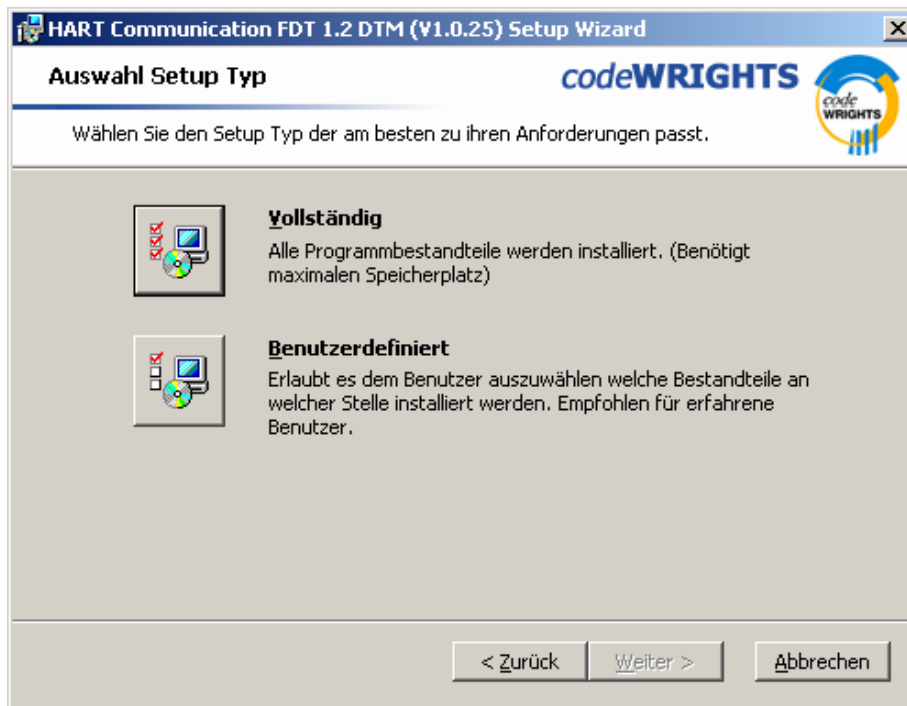 HART Communication FDT 1.2 DTM (V1.0.25) Setup Wizard
Auswahl Setup Typ
codeWRIGHTS
code
WRIGHTS
Wählen Sie den Setup Typ der am besten zu ihren Anforderungen passt.
Vollständig
Alle Programmbestandteile werden installiert. (Benötigt
maximalen Speicherplatz)
Benutzerdefiniert
Erlaubt es dem Benutzer auszuwählen welche Bestandteile an
welcher Stelle installiert werden. Empfohlen für erfahrene
Benutzer.
< Zurück
Weiter >
Abbrechen